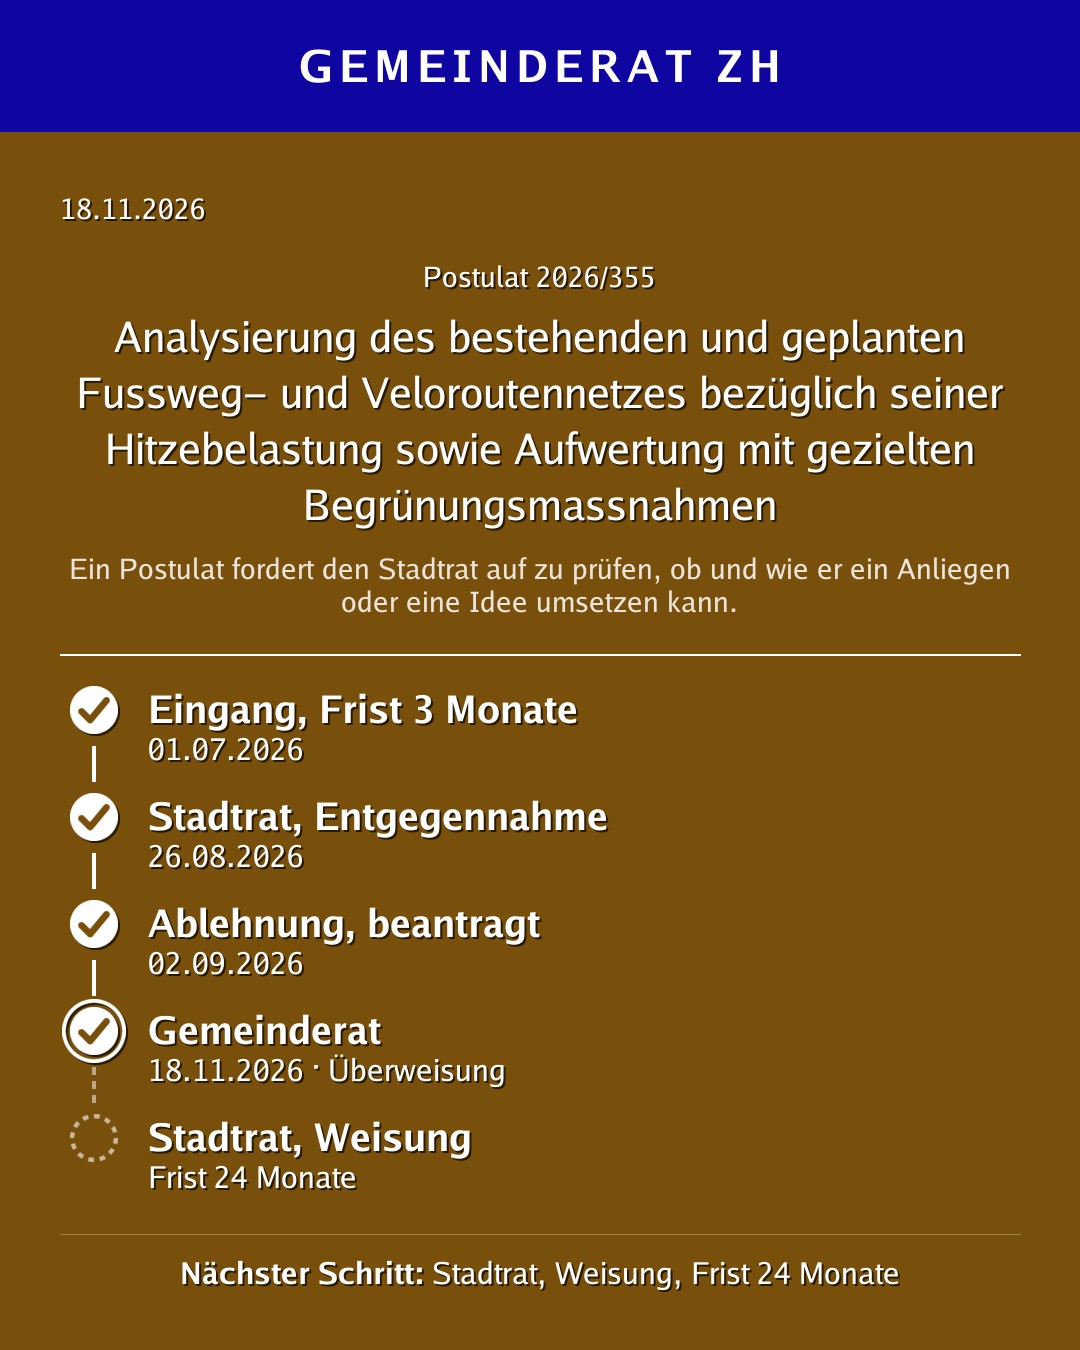 GEMEINDERAT ZH
18.11.2026
Postulat 2026/355
Analysierung des bestehenden und geplanten
Fussweg– und Veloroutennetzes bezüglich seiner
Hitzebelastung sowie Aufwertung mit gezielten
Begrünungsmassnahmen
Ein Postulat fordert den Stadtrat auf zu prüfen, ob und wie er ein Anliegen
oder eine Idee umsetzen kann.
Eingang, Frist 3 Monate
01.07.2026
Stadtrat, Entgegennahme
26.08.2026
Ablehnung, beantragt
02.09.2026
Gemeinderat
18.11.2026 · Überweisung
Stadtrat, Weisung
Frist 24 Monate
Nächster Schritt: Stadtrat, Weisung, Frist 24 Monate